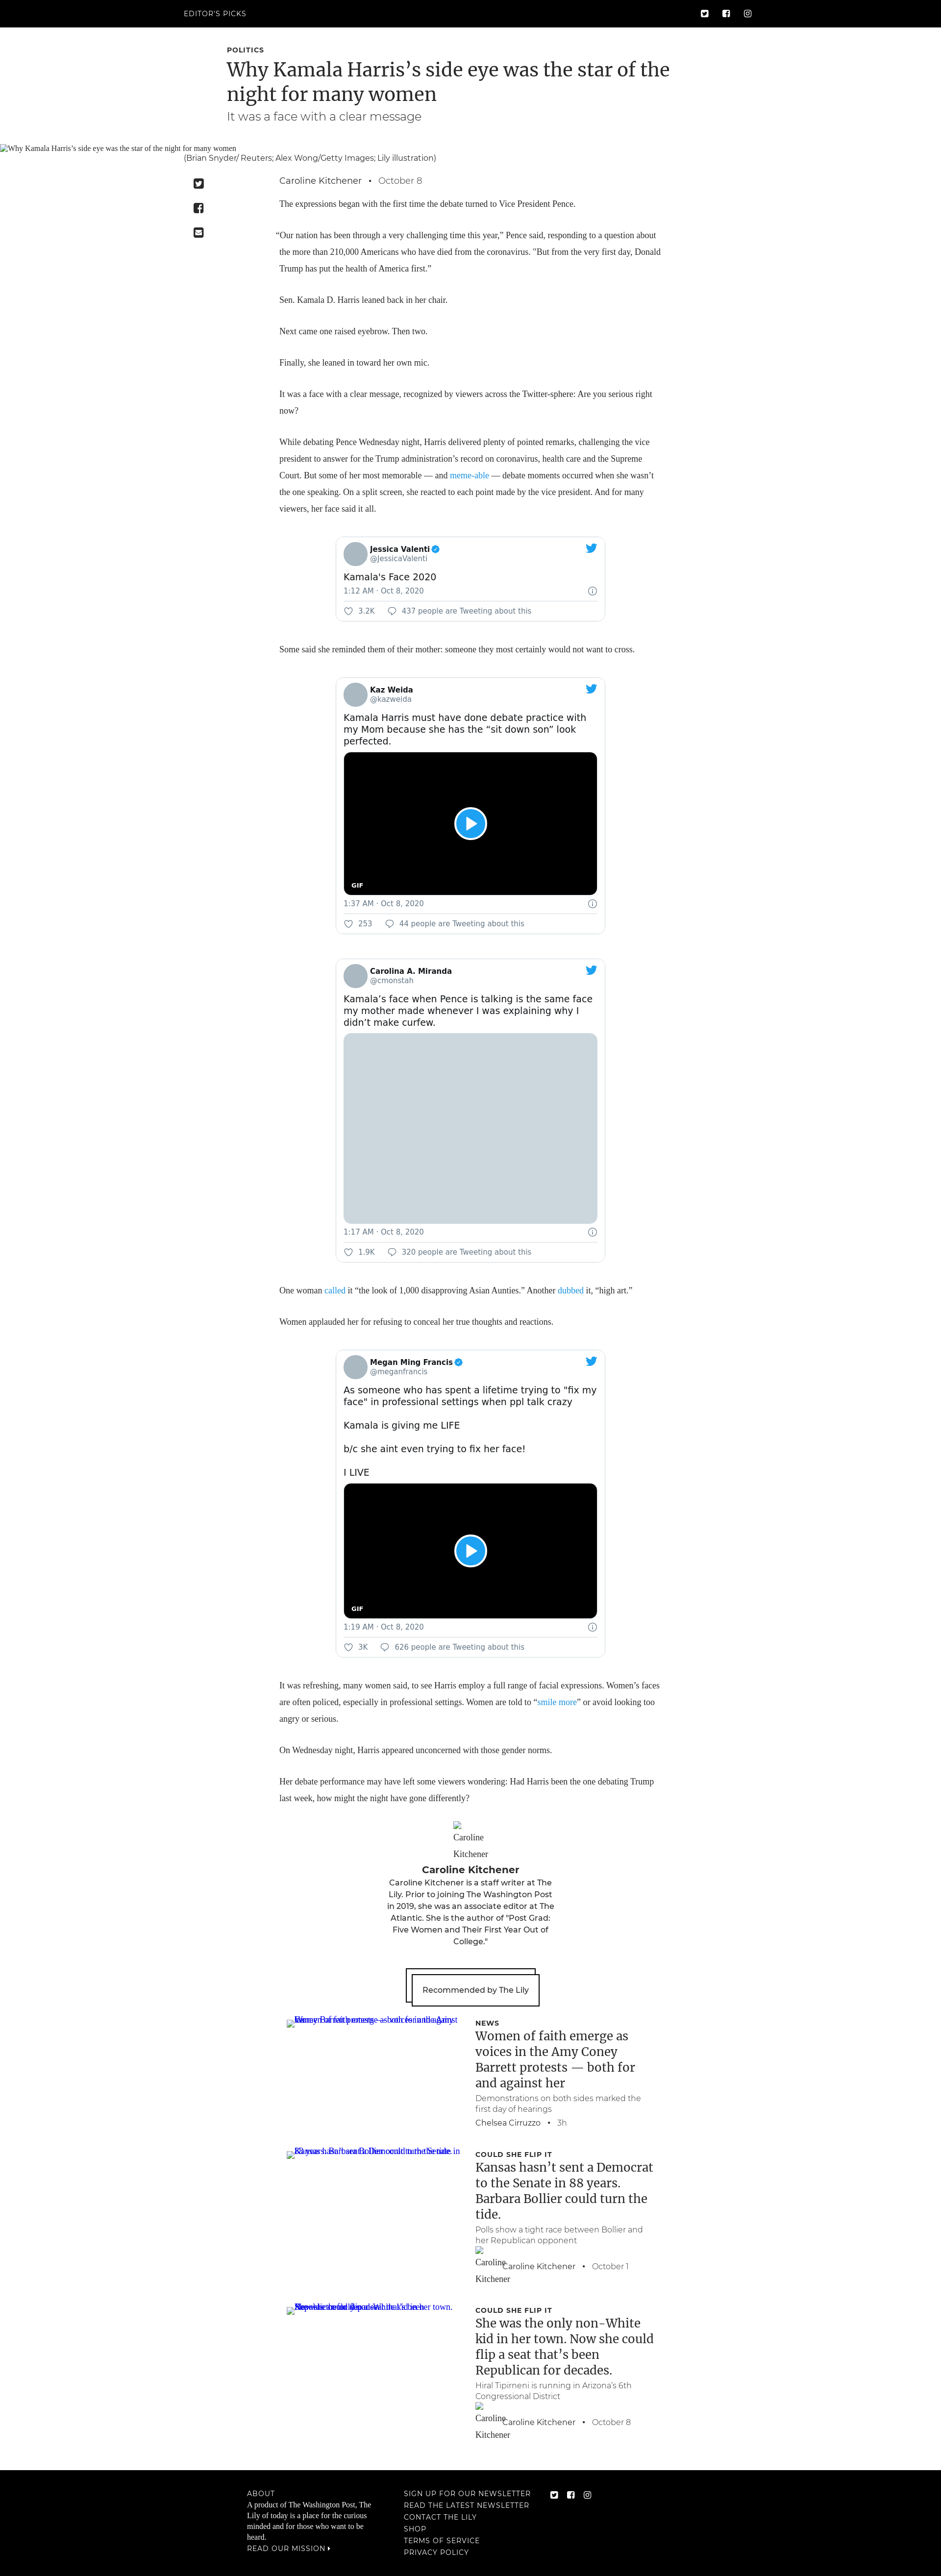 EDITOR'S PICKS
POLITICS
Why Kamala Harris’s side eye was the star of the
night for many women
It was a face with a clear message
Why Kamala Harris’s side eye was the star of the night for many women
(Brian Snyder/ Reuters; Alex Wong/Getty Images; Lily illustration)
Caroline Kitchener • October 8
The expressions began with the first time the debate turned to Vice President Pence.
“Our nation has been through a very challenging time this year,” Pence said, responding to a question about
the more than 210,000 Americans who have died from the coronavirus. "But from the very first day, Donald
Trump has put the health of America first.”
Sen. Kamala D. Harris leaned back in her chair.
Next came one raised eyebrow. Then two.
Finally, she leaned in toward her own mic.
It was a face with a clear message, recognized by viewers across the Twitter-sphere: Are you serious right
now?
While debating Pence Wednesday night, Harris delivered plenty of pointed remarks, challenging the vice
president to answer for the Trump administration’s record on coronavirus, health care and the Supreme
Court. But some of her most memorable — and meme-able — debate moments occurred when she wasn’t
the one speaking. On a split screen, she reacted to each point made by the vice president. And for many
viewers, her face said it all.
Jessica Valenti
@JessicaValenti
Kamala's Face 2020
1:12 AM · Oct 8, 2020
3.2K 437 people are Tweeting about this
Some said she reminded them of their mother: someone they most certainly would not want to cross.
Kaz Weida
@kazweida
Kamala Harris must have done debate practice with
my Mom because she has the “sit down son” look
perfected.
GIF
1:37 AM · Oct 8, 2020
253 44 people are Tweeting about this
Carolina A. Miranda
@cmonstah
Kamala’s face when Pence is talking is the same face
my mother made whenever I was explaining why I
didn’t make curfew.
1:17 AM · Oct 8, 2020
1.9K 320 people are Tweeting about this
One woman called it “the look of 1,000 disapproving Asian Aunties.” Another dubbed it, “high art.”
Women applauded her for refusing to conceal her true thoughts and reactions.
Megan Ming Francis
@meganfrancis
As someone who has spent a lifetime trying to "fix my
face" in professional settings when ppl talk crazy
Kamala is giving me LIFE
b/c she aint even trying to fix her face!
I LIVE
GIF
1:19 AM · Oct 8, 2020
3K 626 people are Tweeting about this
It was refreshing, many women said, to see Harris employ a full range of facial expressions. Women’s faces
are often policed, especially in professional settings. Women are told to “smile more” or avoid looking too
angry or serious.
On Wednesday night, Harris appeared unconcerned with those gender norms.
Her debate performance may have left some viewers wondering: Had Harris been the one debating Trump
last week, how might the night have gone differently?
Caroline
Kitchener
Caroline Kitchener
Caroline Kitchener is a staff writer at The
Lily. Prior to joining The Washington Post
in 2019, she was an associate editor at The
Atlantic. She is the author of "Post Grad:
Five Women and Their First Year Out of
College."
Recommended by The Lily
NEWS
Women of faith emerge as
voices in the Amy Coney
Barrett protests — both for
and against her
Demonstrations on both sides marked the
first day of hearings
Chelsea Cirruzzo • 3h
COULD SHE FLIP IT
Kansas hasn’t sent a Democrat
to the Senate in 88 years.
Barbara Bollier could turn the
tide.
Polls show a tight race between Bollier and
her Republican opponent
Caroline
Kitchener
Caroline Kitchener • October 1
COULD SHE FLIP IT
She was the only non-White
kid in her town. Now she could
flip a seat that’s been
Republican for decades.
Hiral Tipirneni is running in Arizona’s 6th
Congressional District
Caroline
Kitchener
Caroline Kitchener • October 8
ABOUT
A product of The Washington Post, The
Lily of today is a place for the curious
minded and for those who want to be
heard.
READ OUR MISSION
SIGN UP FOR OUR NEWSLETTER
READ THE LATEST NEWSLETTER
CONTACT THE LILY
SHOP
TERMS OF SERVICE
PRIVACY POLICY